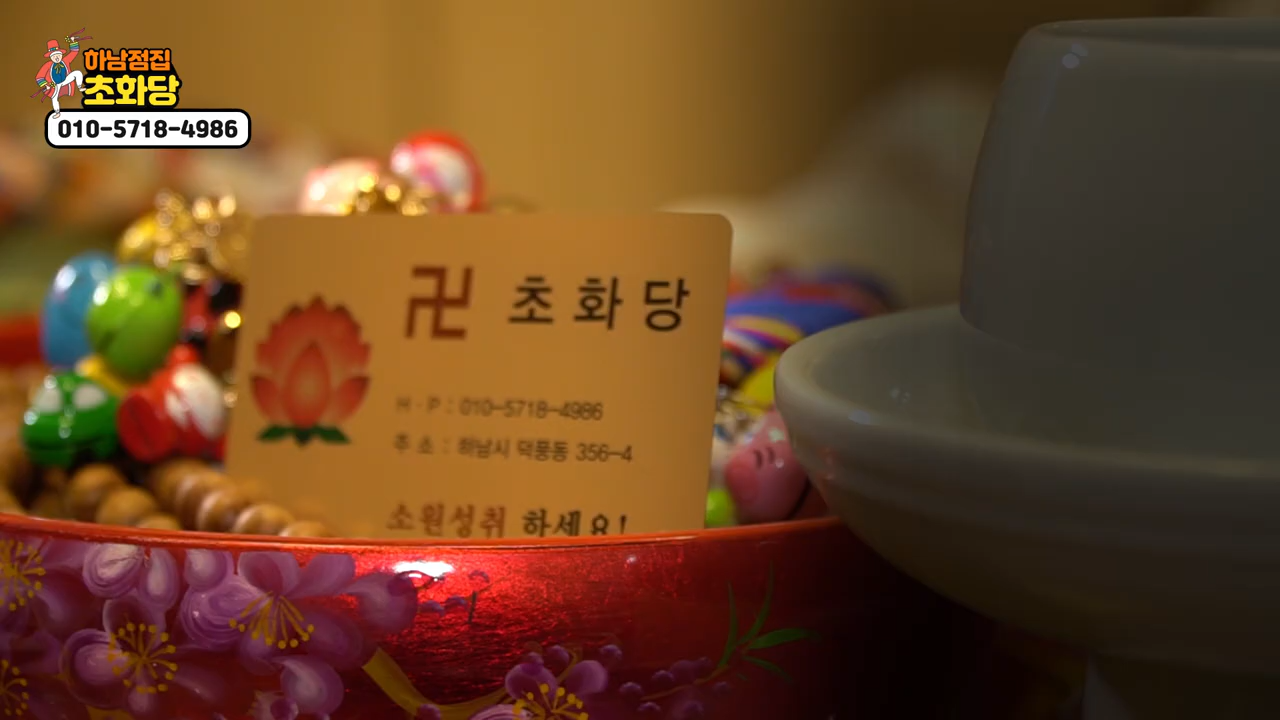 하남점집
초화당
010-5718-4986
卍 초화당
H·P : 010-5718-4986
주소 : 하남시 덕풍동 356-4
소원성취 하세요!